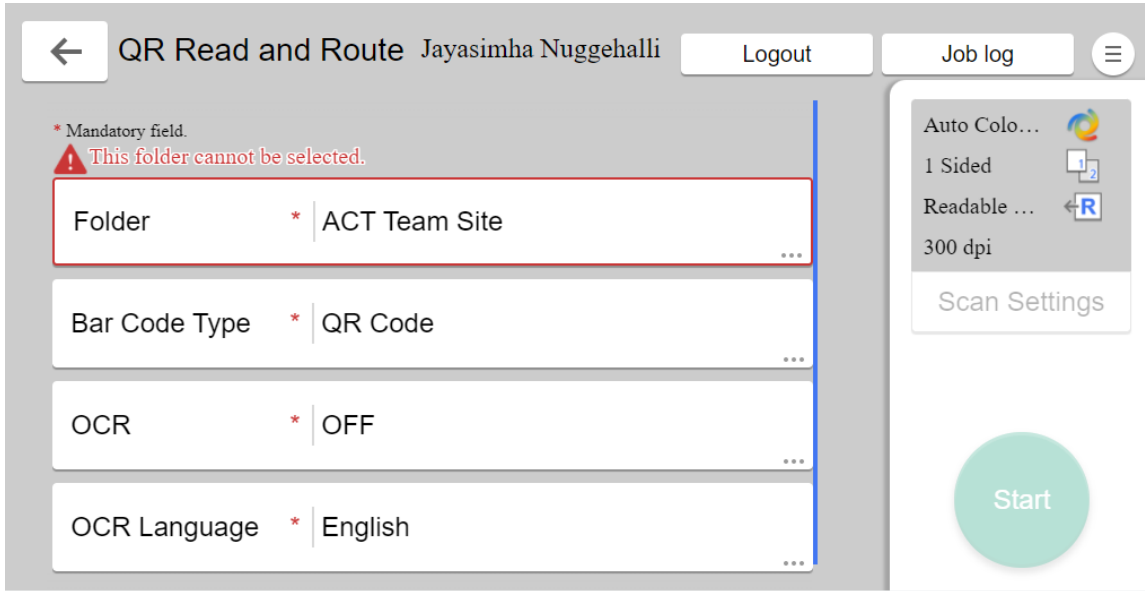 QR Read and Route Jayasimha Nuggehalli Logout Job log
* Mandatory field.
This folder cannot be selected.
Folder * ACT Team Site
Bar Code Type * QR Code
OCR * OFF
OCR Language * English
Auto Colo...
1 Sided 1 2
Readable ... R
300 dpi
Scan Settings
Start